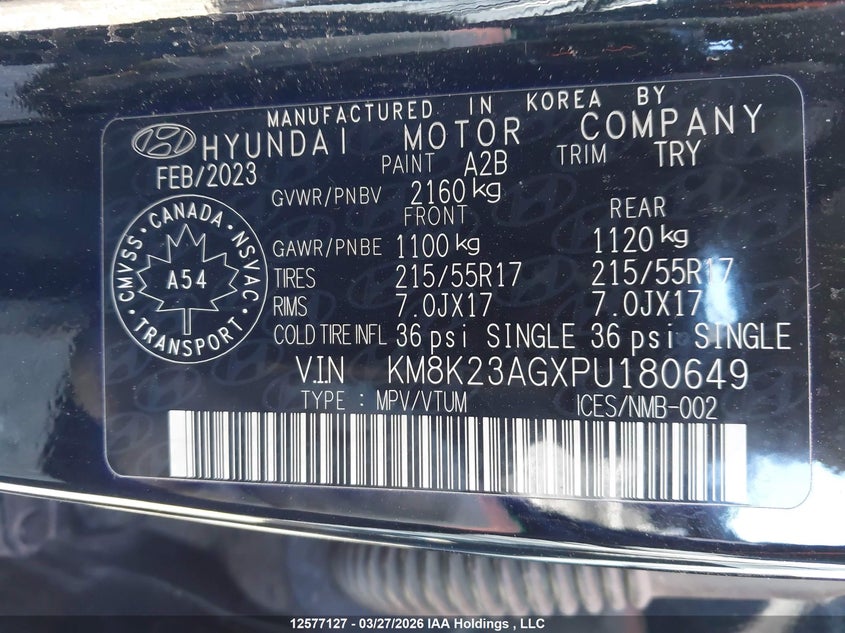 MANUFACTURED IN KOREA BY
HYUNDAI MOTOR COMPANY
FEB/2023 PAINT A2B TRIM TRY
GVWR/PNBV 2160 kg
FRONT REAR
GAWR/PNBE 1100 kg 1120 kg
TIRES 215/55R17 215/55R17
RIMS 7.0JX17 7.0JX17
COLD TIRE INFL 36 psi SINGLE 36 psi SINGLE
V.I.N KM8K23AGXPU180649
TYPE : MPV/VTUM ICES/NMB-002
CMVSS · CANADA · NSVAC · TRANSPORT ·
A54
12577127 - 03/27/2026 IAA Holdings , LLC